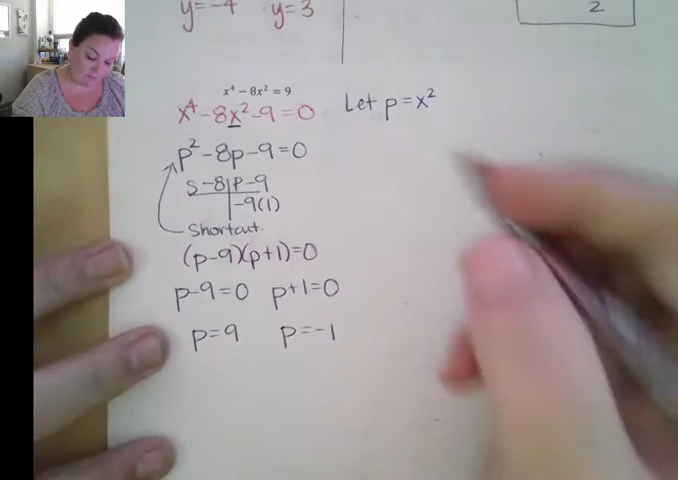 y=-4 y=3
2
x⁴ - 8x² = 9
x⁴-8x²-9=0 Let p=x²
p²-8p-9=0
S-8 | P-9
-9(1)
Shortcut.
(p-9)(p+1)=0
p-9=0 p+1=0
p=9 p=-1